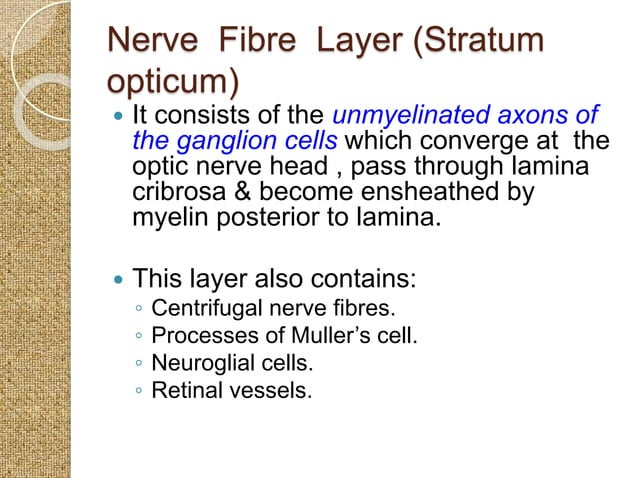 Nerve Fibre Layer (Stratum
opticum)
• It consists of the unmyelinated axons of
the ganglion cells which converge at the
optic nerve head , pass through lamina
cribrosa & become ensheathed by
myelin posterior to lamina.
• This layer also contains:
◦ Centrifugal nerve fibres.
◦ Processes of Muller’s cell.
◦ Neuroglial cells.
◦ Retinal vessels.